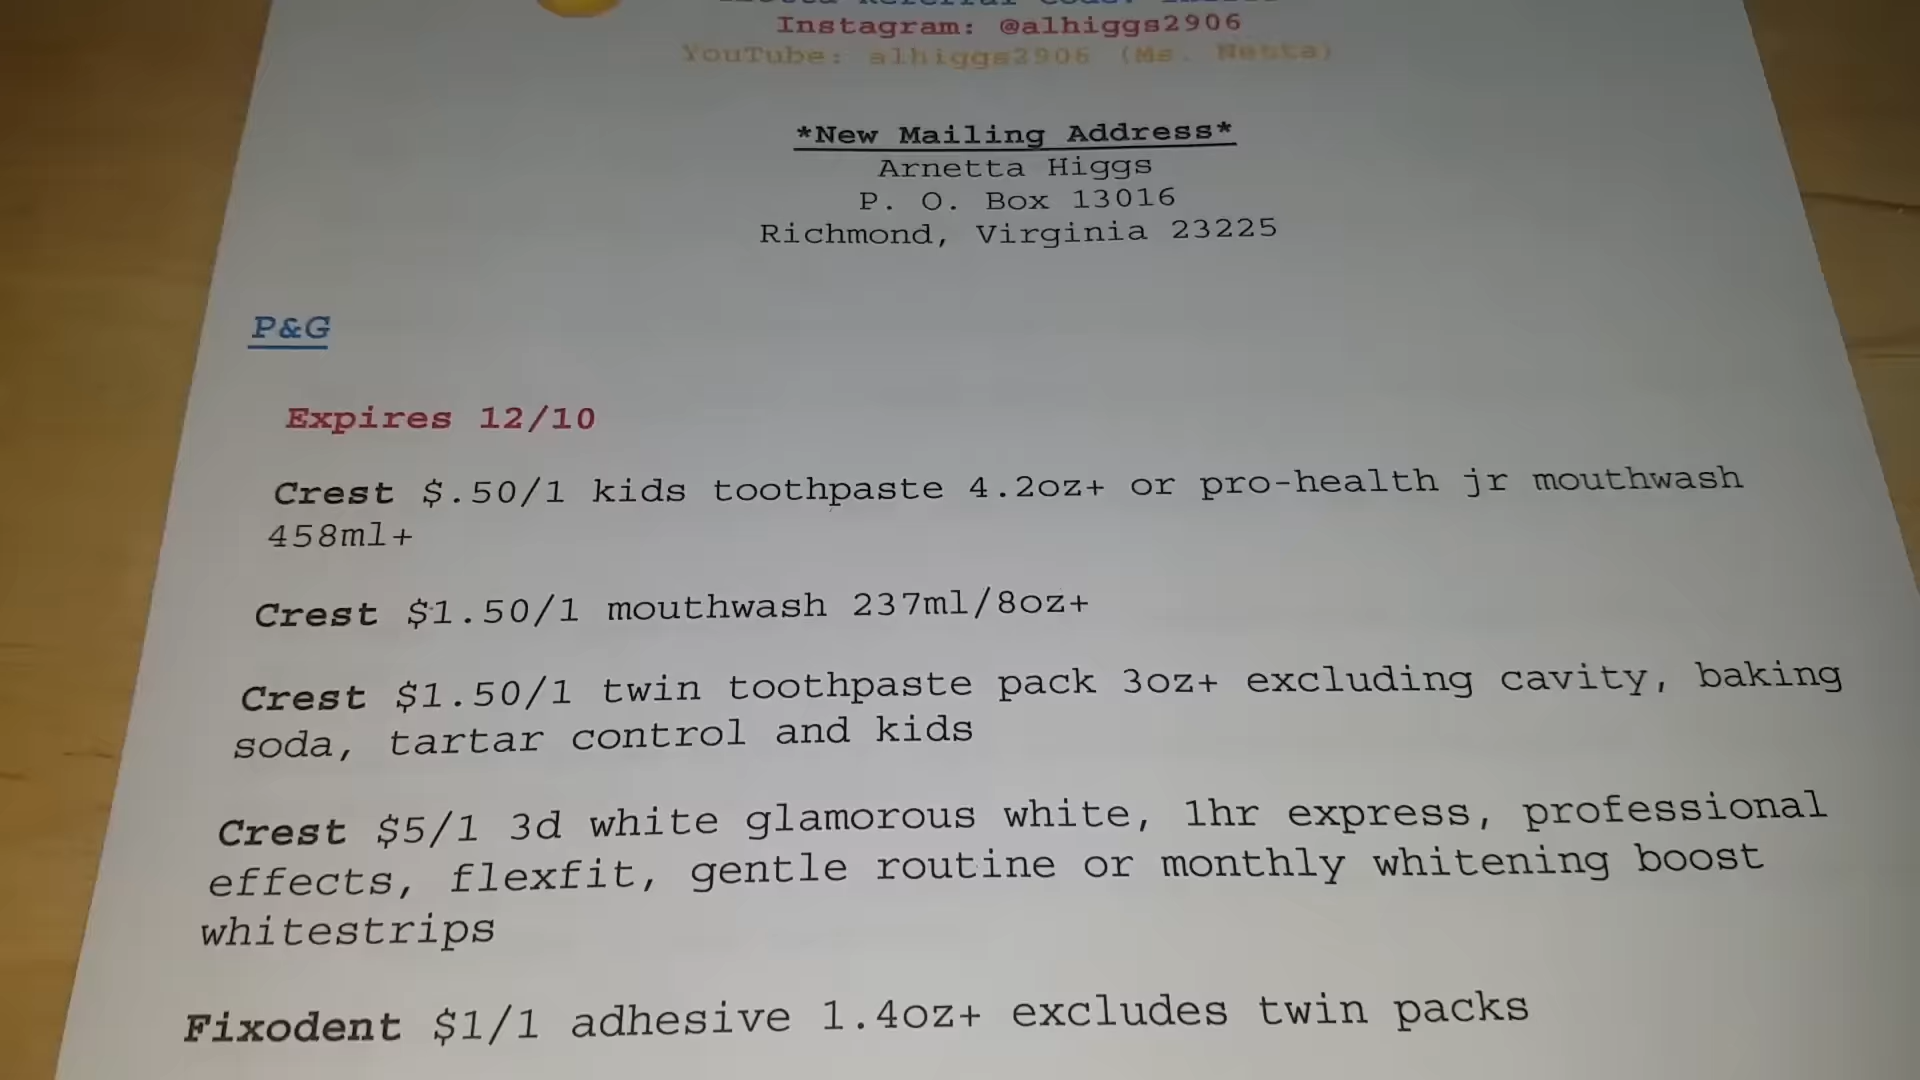 Instagram: @alhiggs2906
YouTube: alhiggs2906 (Ms. Nesta)
*New Mailing Address*
Arnetta Higgs
P. O. Box 13016
Richmond, Virginia 23225
P&G
Expires 12/10
Crest $.50/1 kids toothpaste 4.2oz+ or pro-health jr mouthwash
458ml+
Crest $1.50/1 mouthwash 237ml/8oz+
Crest $1.50/1 twin toothpaste pack 3oz+ excluding cavity, baking
soda, tartar control and kids
Crest $5/1 3d white glamorous white, 1hr express, professional
effects, flexfit, gentle routine or monthly whitening boost
whitestrips
Fixodent $1/1 adhesive 1.4oz+ excludes twin packs